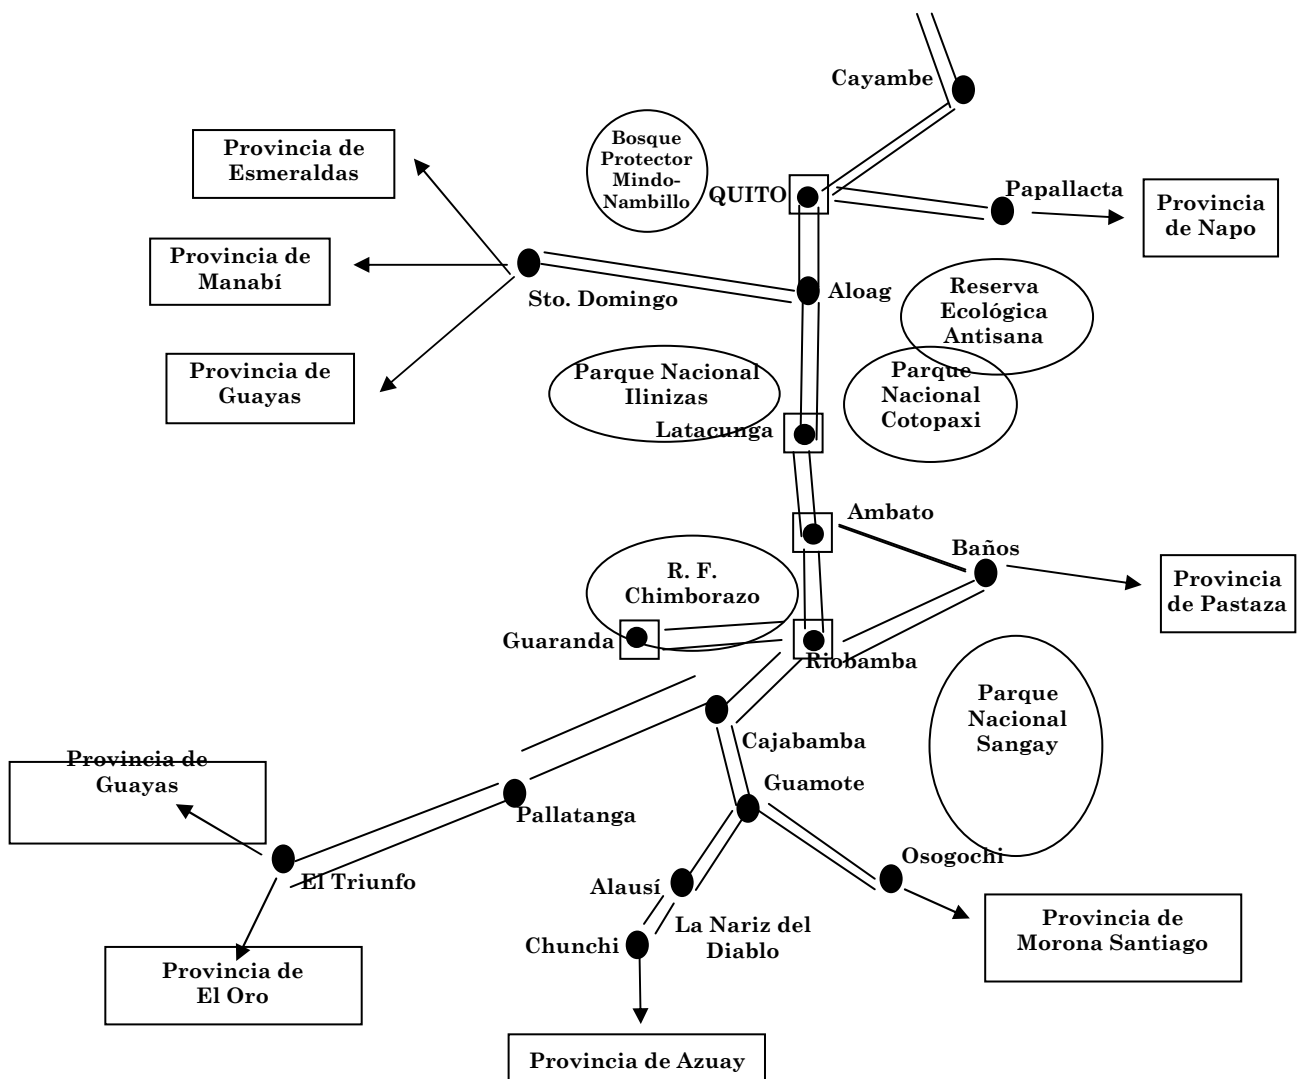 Cayambe
Bosque
Protector
Mindo-
Nambillo
Provincia de
Esmeraldas
QUITO
Papallacta
Provincia
de Napo
Provincia de
Manabí
Sto. Domingo
Aloag
Reserva
Ecológica
Antisana
Provincia de
Guayas
Parque Nacional
Ilinizas
Parque
Nacional
Cotopaxi
Latacunga
Ambato
Baños
R. F.
Chimborazo
Provincia
de Pastaza
Guaranda
Riobamba
Parque
Nacional
Sangay
Cajabamba
Provincia de
Guayas
Guamote
Pallatanga
Osogochi
El Triunfo
Alausí
La Nariz del
Diablo
Chunchi
Provincia de
Morona Santiago
Provincia de
El Oro
Provincia de Azuay